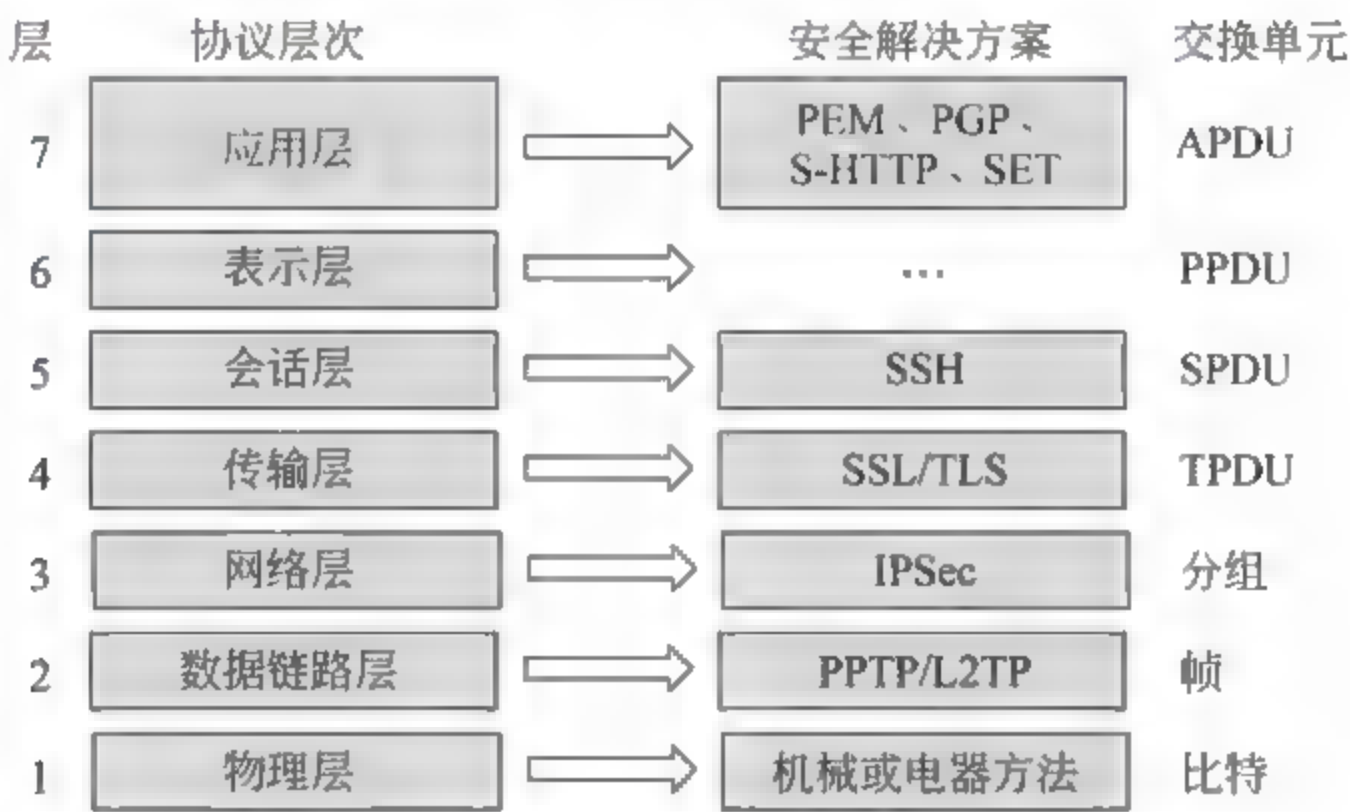 层 协议层次 安全解决方案 交换单元
7 应用层 PEM、PGP、 APDU
S-HTTP、SET
6 表示层 … PPDU
5 会话层 SSH SPDU
4 传输层 SSL/TLS TPDU
3 网络层 IPSec 分组
2 数据链路层 PPTP/L2TP 帧
1 物理层 机械或电器方法 比特